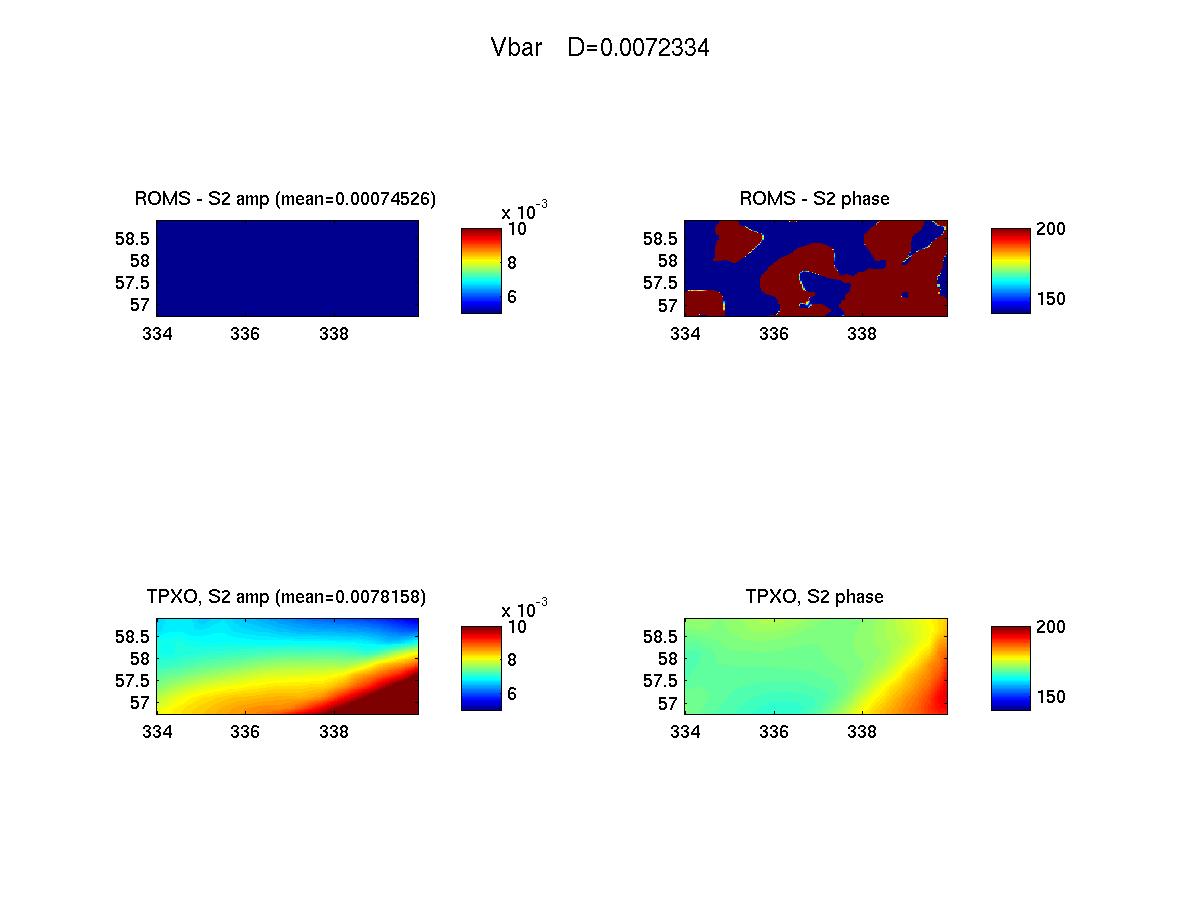 Vbar D=0.0072334
ROMS - S2 amp (mean=0.00074526)
x 10-3
58.5
58
57.5
57
334 336 338
10
8
6
ROMS - S2 phase
58.5
58
57.5
57
334 336 338
200
150
TPXO, S2 amp (mean=0.0078158)
x 10-3
58.5
58
57.5
57
334 336 338
10
8
6
TPXO, S2 phase
58.5
58
57.5
57
334 336 338
200
150